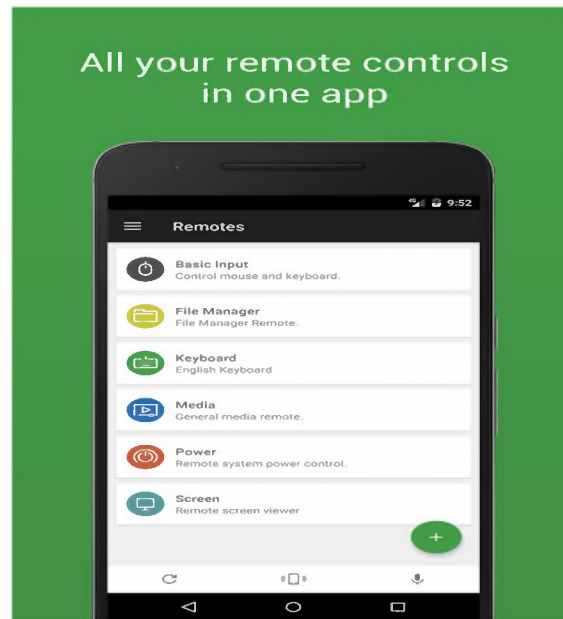 All your remote controls
in one app
4G 9:52
Remotes
Basic Input
Control mouse and keyboard.
File Manager
File Manager Remote.
Keyboard
English Keyboard
Media
General media remote.
Power
Remote system power control.
Screen
Remote screen viewer